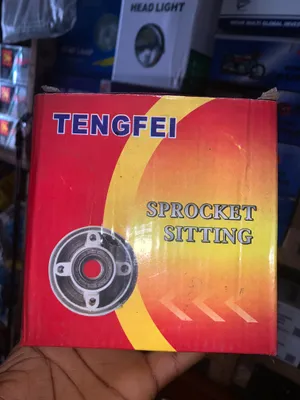 HEAD LIGHT
TENGFEI
SPROCKET
SITTING